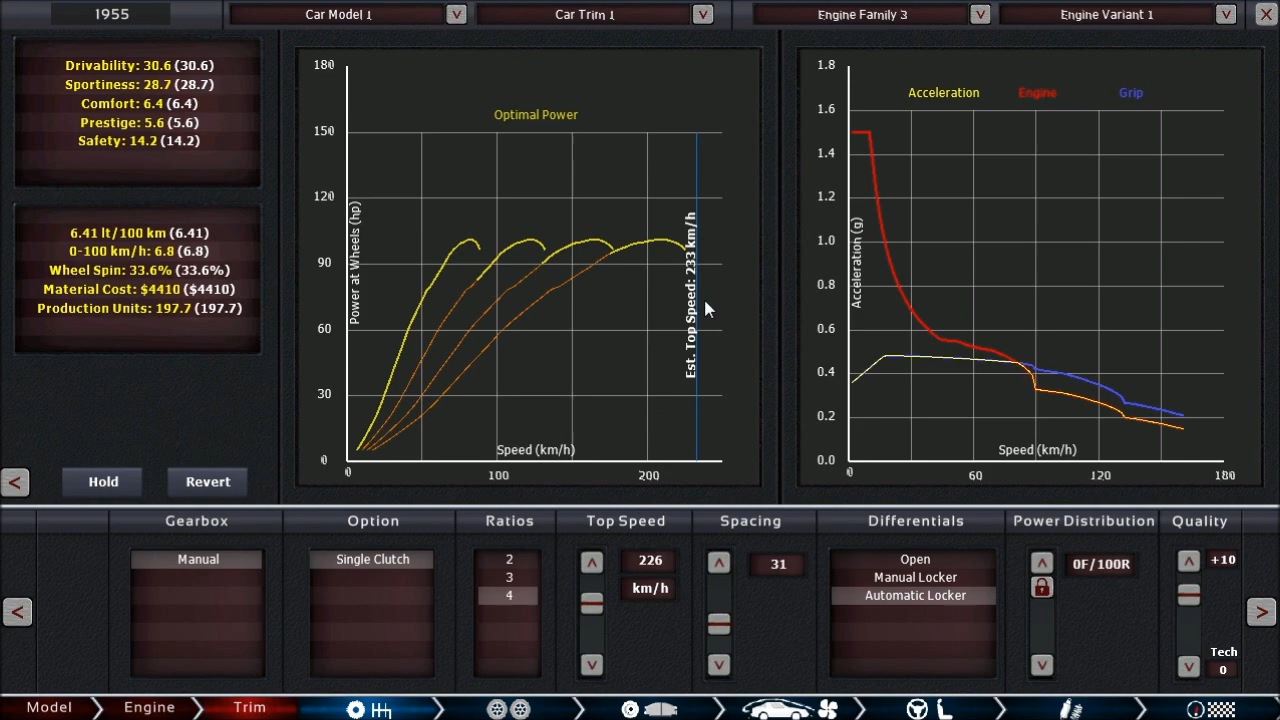 1955
Car Model 1
Car Trim 1
Engine Family 3
Engine Variant 1
Drivability: 30.6 (30.6)
Sportiness: 28.7 (28.7)
Comfort: 6.4 (6.4)
Prestige: 5.6 (5.6)
Safety: 14.2 (14.2)
6.41 lt/100 km (6.41)
0-100 km/h: 6.8 (6.8)
Wheel Spin: 33.6% (33.6%)
Material Cost: $4410 ($4410)
Production Units: 197.7 (197.7)
Hold
Revert
Optimal Power
180
150
120
90
60
30
0
Power at Wheels (hp)
Est. Top Speed: 233 km/h
Speed (km/h)
0
100
200
Acceleration
Engine
Grip
1.8
1.6
1.4
1.2
1.0
0.8
0.6
0.4
0.2
0.0
Acceleration (g)
Speed (km/h)
0
60
120
180
Gearbox
Option
Ratios
Top Speed
Spacing
Differentials
Power Distribution
Quality
Manual
Single Clutch
2
3
4
226
km/h
31
Open
Manual Locker
Automatic Locker
0F/100R
+10
Tech
0
Model
Engine
Trim